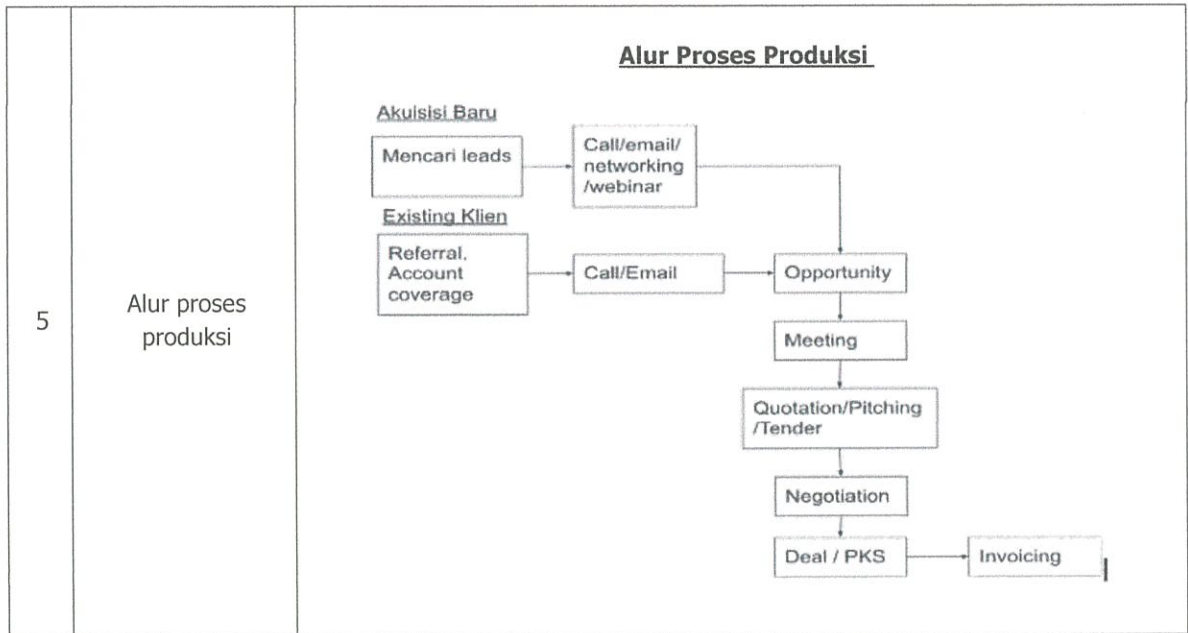 5
Alur proses
produksi
Alur Proses Produksi
Akuisisi Baru
Mencari leads
Call/email/
networking
/webinar
Existing Klien
Referral,
Account
coverage
Call/Email
Opportunity
Meeting
Quotation/Pitching
/Tender
Negotiation
Deal / PKS
Invoicing